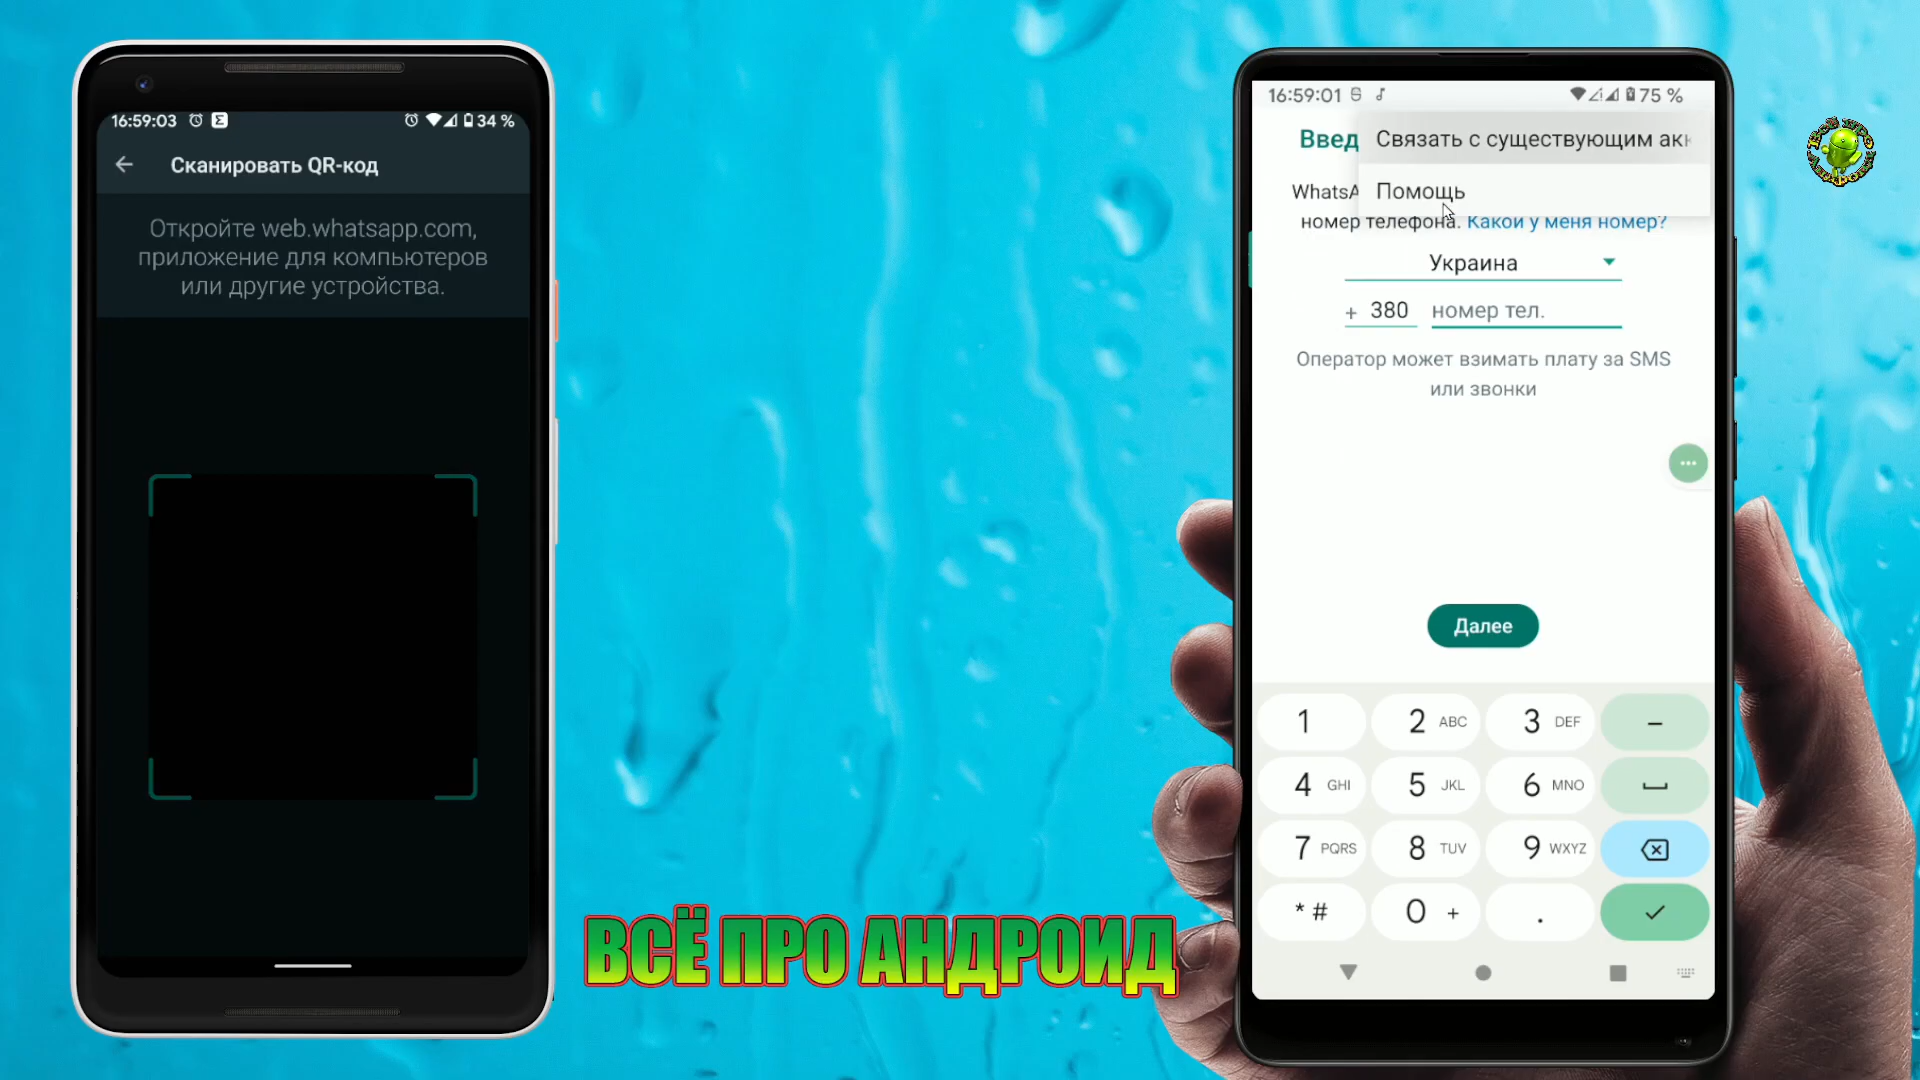 16:59:03
34 %
Сканировать QR-код
Откройте web.whatsapp.com,
приложение для компьютеров
или другие устройства.
16:59:01
75 %
Введ
Связать с существующим акк
WhatsA
Помощь
номер телефона. Какой у меня номер?
Украина
+ 380 номер тел.
Оператор может взимать плату за SMS
или звонки
Далее
1 2 ABC 3 DEF –
4 GHI 5 JKL 6 MNO
7 PQRS 8 TUV 9 WXYZ
* # 0 + .
ВСЁ ПРО АНДРОИД
Всё про